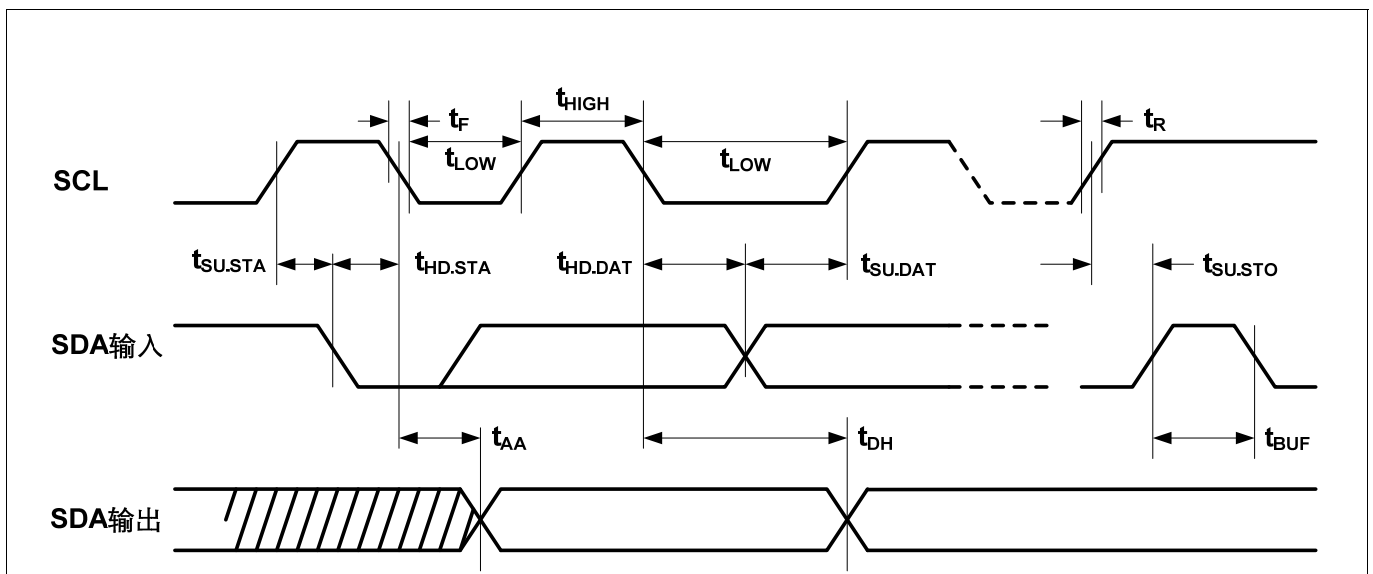 tHIGH
tF
tR
tLOW
tLOW
SCL
tSU.STA
tHD.STA
tHD.DAT
tSU.DAT
tSU.STO
SDA输入
tAA
tDH
tBUF
SDA输出